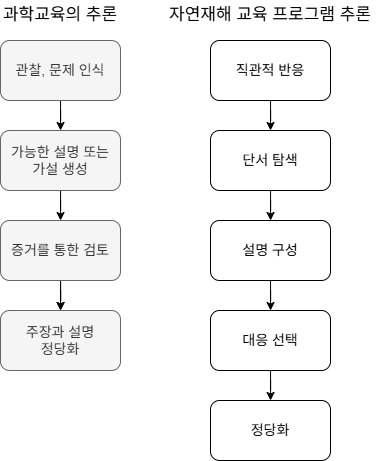 과학교육의 추론
관찰, 문제 인식
가능한 설명 또는
가설 생성
증거를 통한 검토
주장과 설명
정당화
자연재해 교육 프로그램 추론
직관적 반응
단서 탐색
설명 구성
대응 선택
정당화